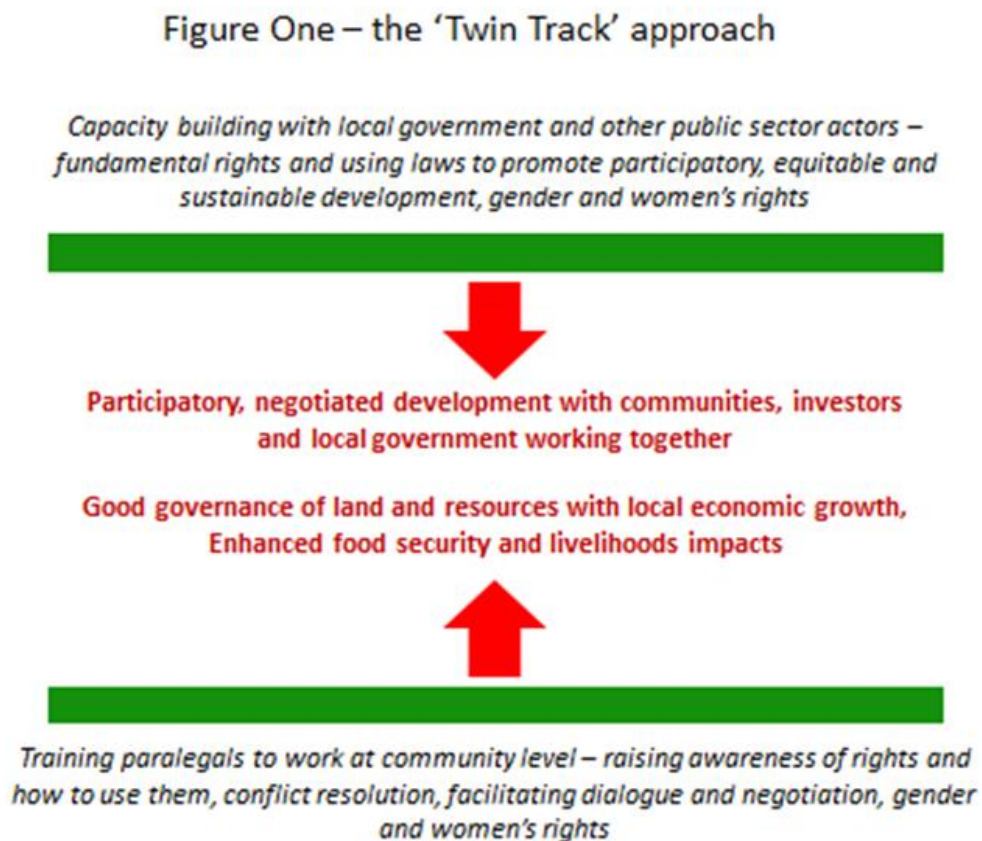 Figure One – the ‘Twin Track’ approach
Capacity building with local government and other public sector actors –
fundamental rights and using laws to promote participatory, equitable and
sustainable development, gender and women’s rights
Participatory, negotiated development with communities, investors
and local government working together
Good governance of land and resources with local economic growth,
Enhanced food security and livelihoods impacts
Training paralegals to work at community level – raising awareness of rights and
how to use them, conflict resolution, facilitating dialogue and negotiation, gender
and women’s rights